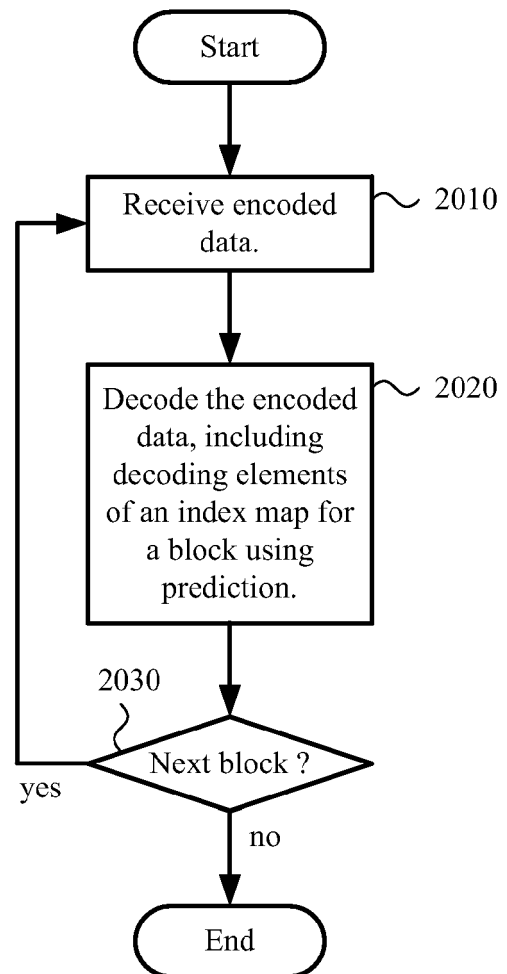 Start
Receive encoded
data.
2010
Decode the encoded
data, including
decoding elements
of an index map for
a block using
prediction.
2020
2030
Next block ?
yes
no
End